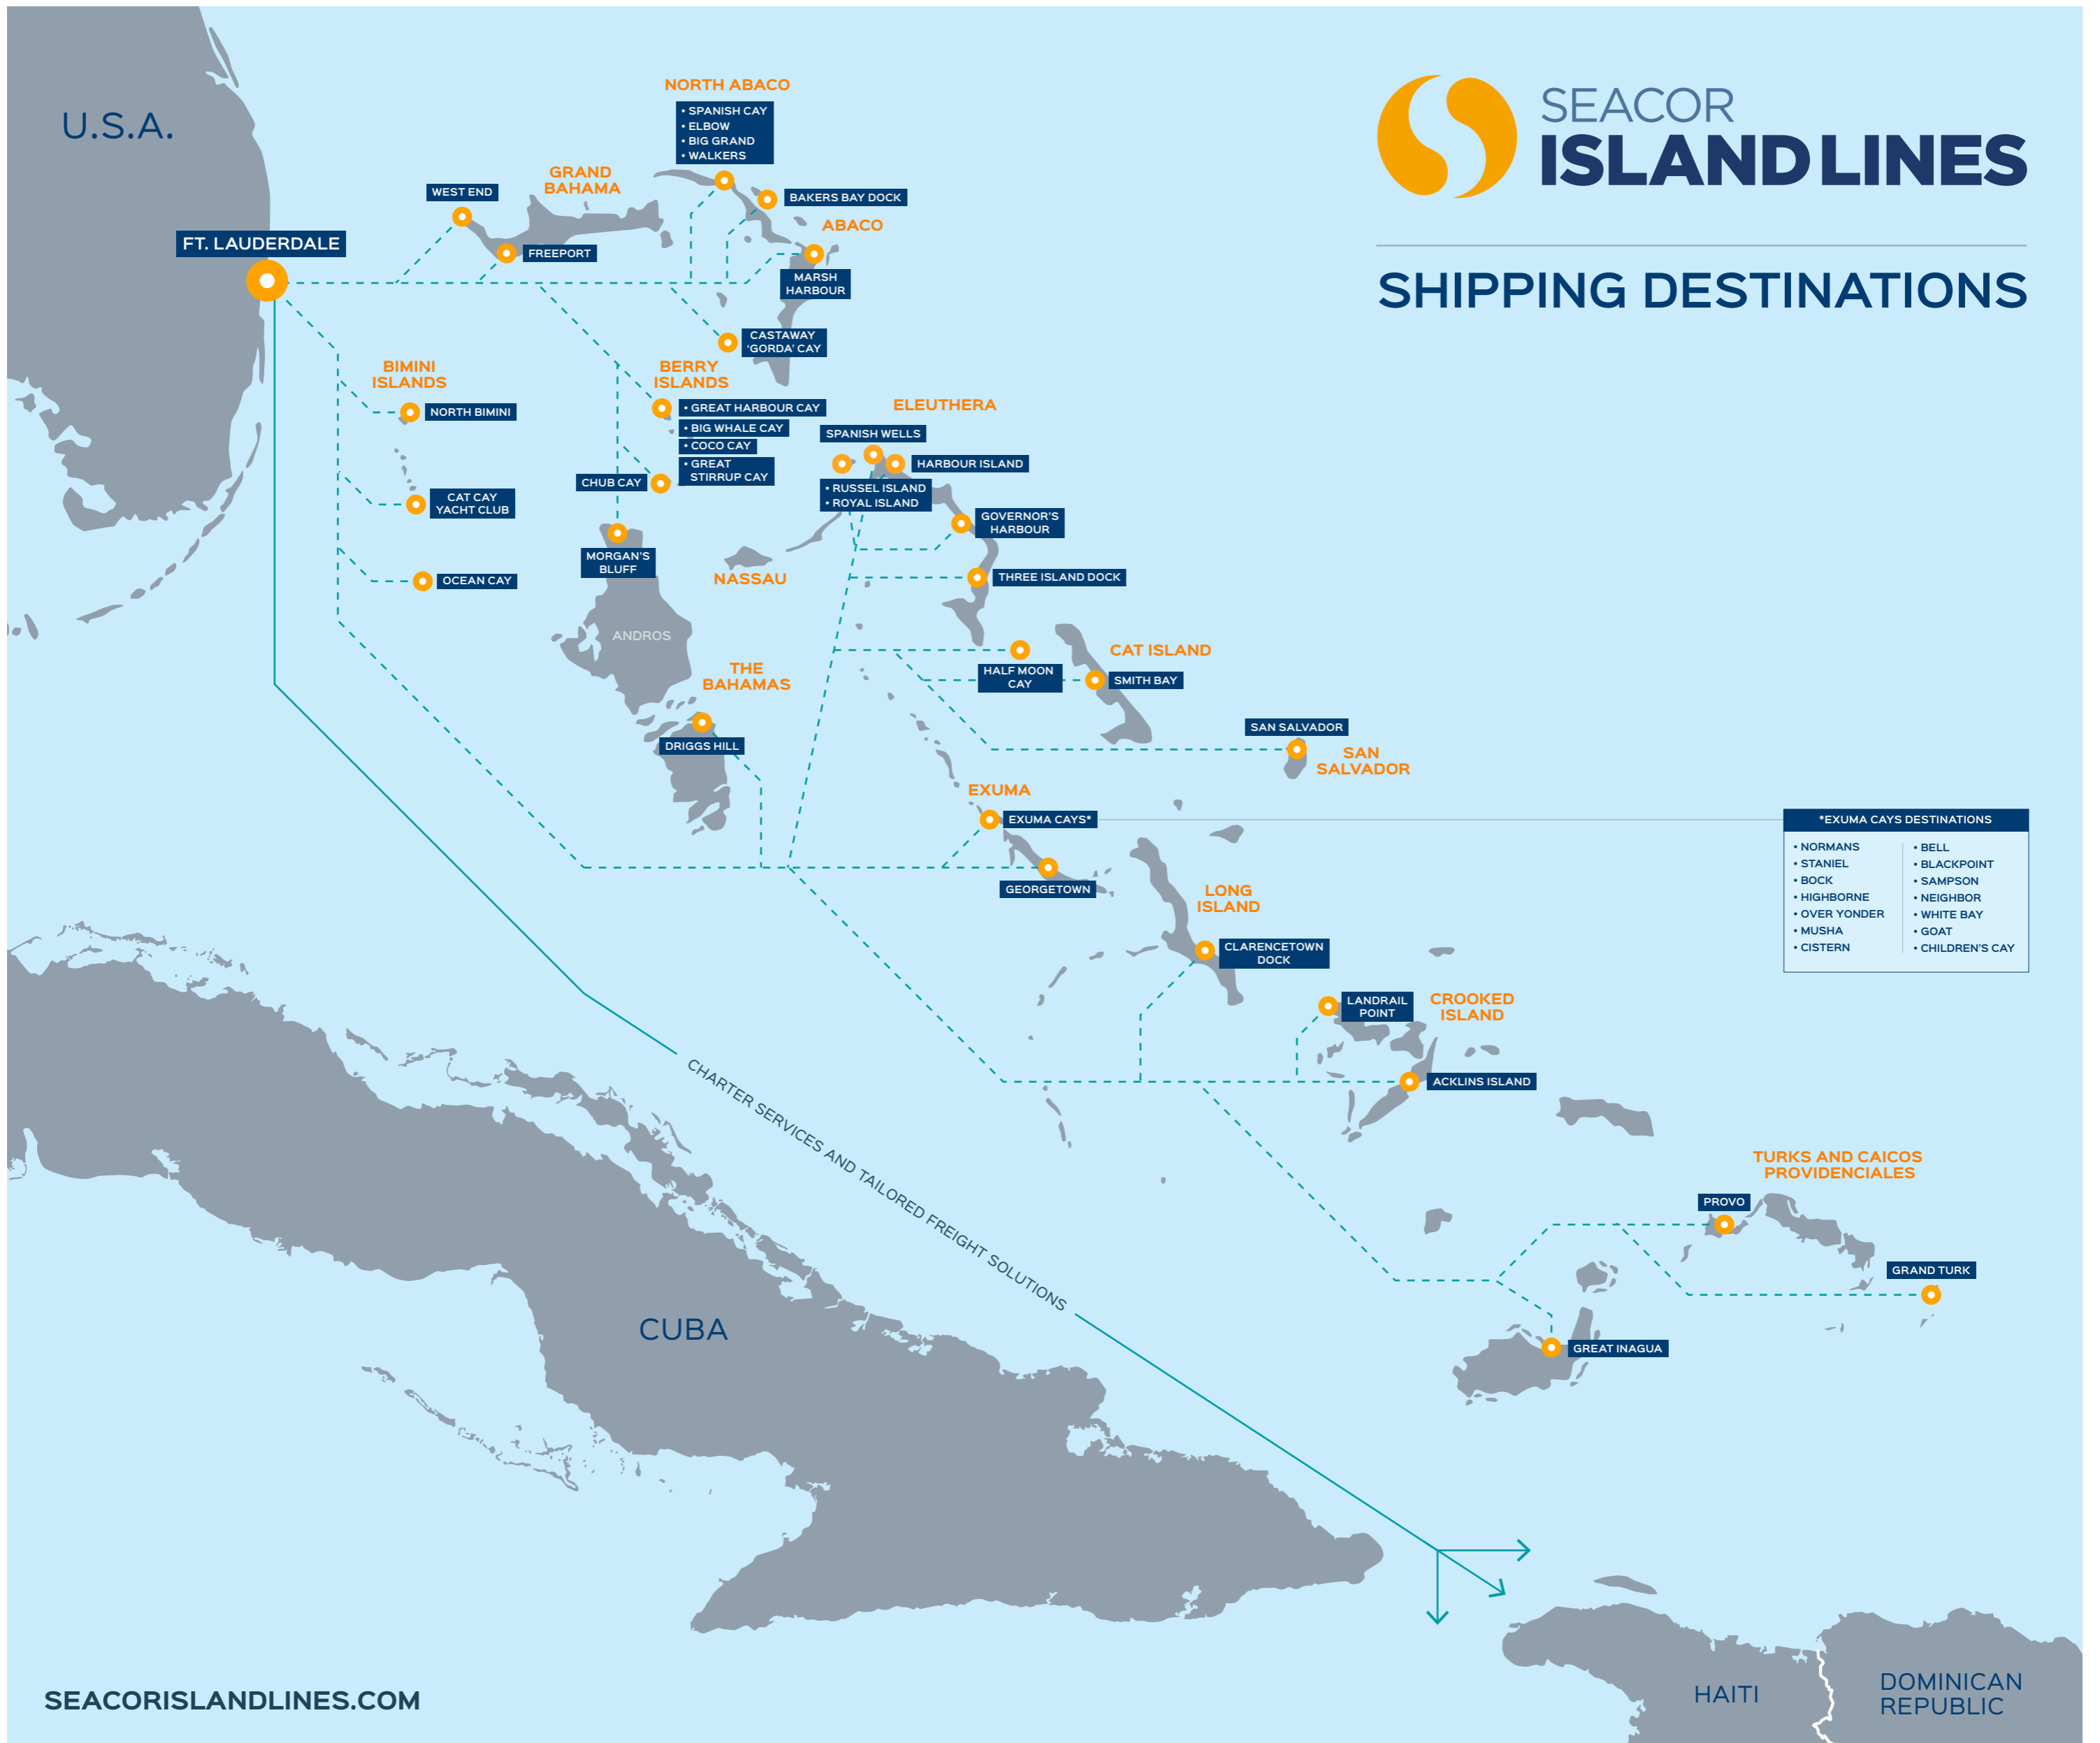 SEACOR
ISLAND LINES
SHIPPING DESTINATIONS
U.S.A.
FT. LAUDERDALE
NORTH ABACO
• SPANISH CAY
• ELBOW
• BIG GRAND
• WALKERS
GRAND
BAHAMA
WEST END
FREEPORT
BAKERS BAY DOCK
ABACO
MARSH
HARBOUR
CASTAWAY
'GORDA' CAY
BIMINI
ISLANDS
NORTH BIMINI
CAT CAY
YACHT CLUB
OCEAN CAY
BERRY
ISLANDS
• GREAT HARBOUR CAY
• BIG WHALE CAY
• COCO CAY
• GREAT
STIRRUP CAY
CHUB CAY
MORGAN'S
BLUFF
ANDROS
NASSAU
ELEUTHERA
SPANISH WELLS
HARBOUR ISLAND
• RUSSEL ISLAND
• ROYAL ISLAND
GOVERNOR'S
HARBOUR
THREE ISLAND DOCK
THE
BAHAMAS
DRIGGS HILL
HALF MOON
CAY
CAT ISLAND
SMITH BAY
SAN SALVADOR
SAN
SALVADOR
EXUMA
EXUMA CAYS*
GEORGETOWN
*EXUMA CAYS DESTINATIONS
• NORMANS
• STANIEL
• BOCK
• HIGHBORNE
• OVER YONDER
• MUSHA
• CISTERN
• BELL
• BLACKPOINT
• SAMPSON
• NEIGHBOR
• WHITE BAY
• GOAT
• CHILDREN'S CAY
LONG
ISLAND
CLARENCETOWN
DOCK
LANDRAIL
POINT
CROOKED
ISLAND
ACKLINS ISLAND
TURKS AND CAICOS
PROVIDENCIALES
PROVO
GRAND TURK
GREAT INAGUA
CHARTER SERVICES AND TAILORED FREIGHT SOLUTIONS
CUBA
HAITI
DOMINICAN
REPUBLIC
SEACORISLANDLINES.COM